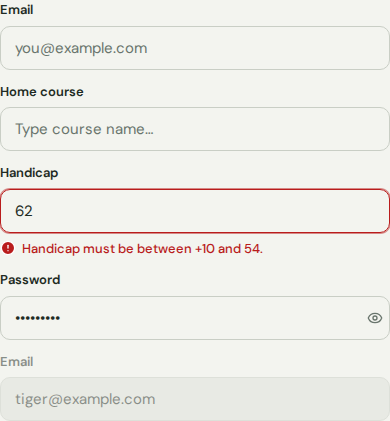 Email
you@example.com
Home course
Type course name...
Handicap
62
Handicap must be between +10 and 54.
Password
•••••••••
Email
tiger@example.com